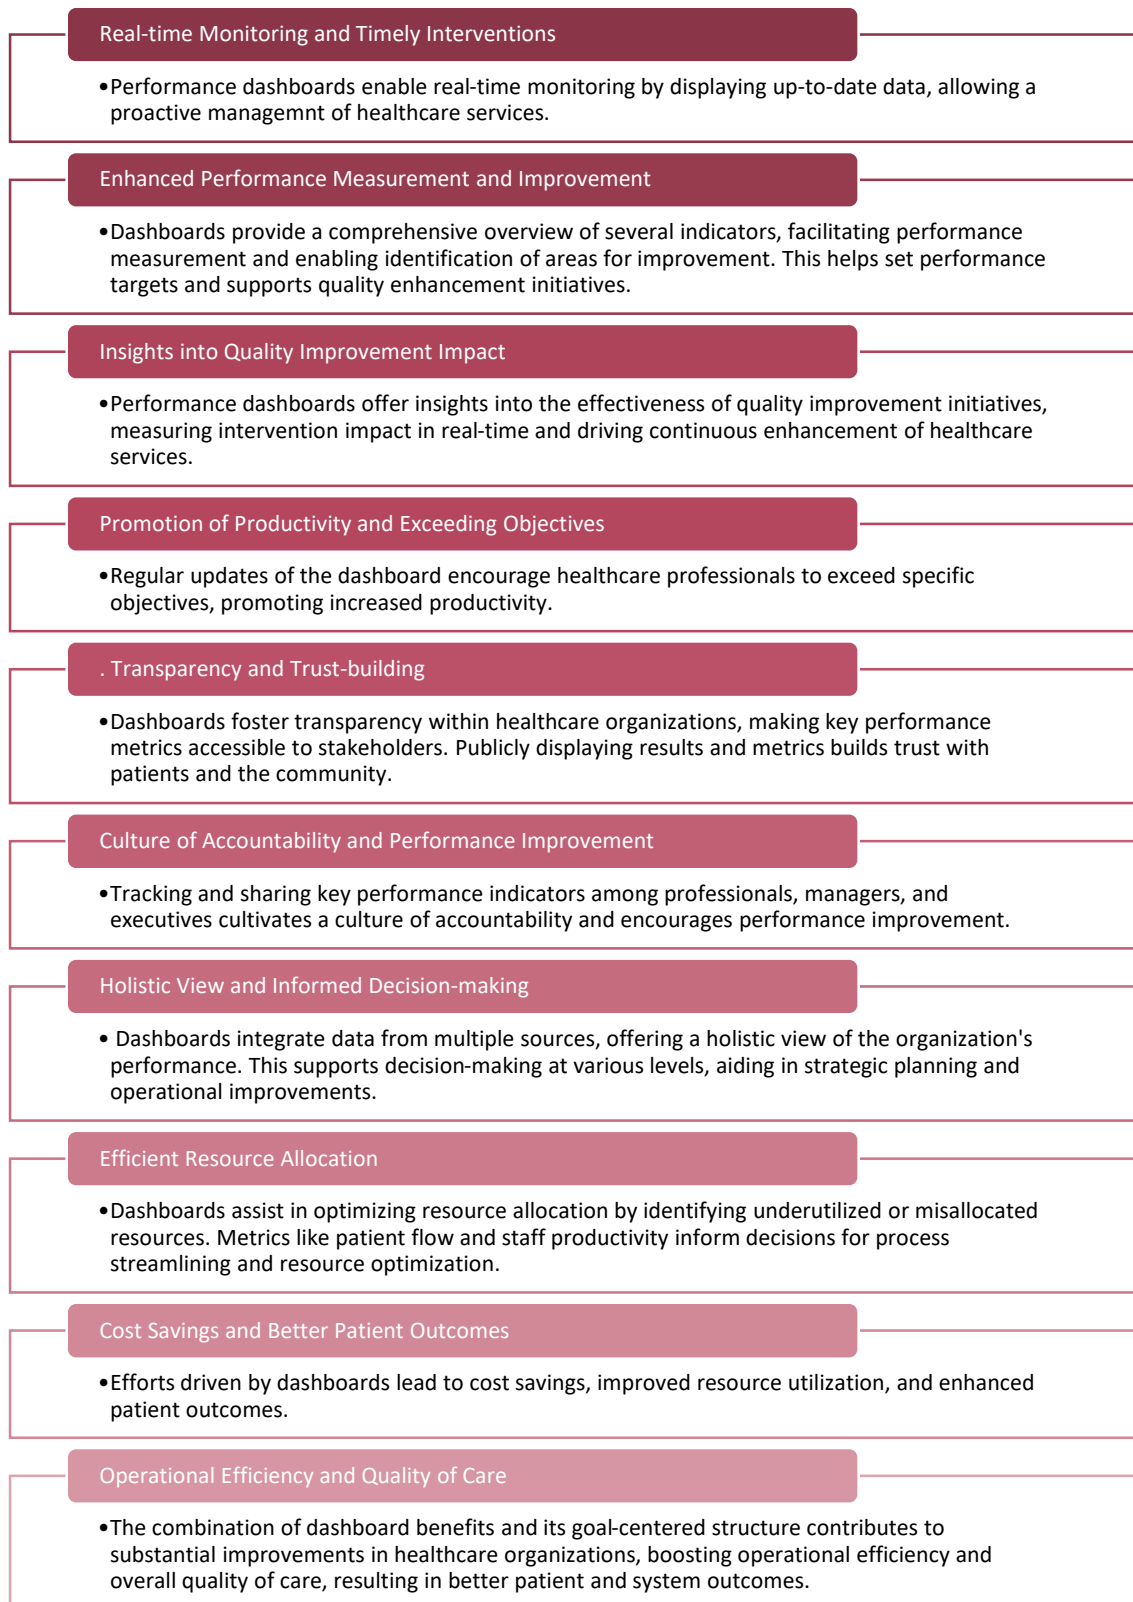 Real-time Monitoring and Timely Interventions
•Performance dashboards enable real-time monitoring by displaying up-to-date data, allowing a
proactive managemnt of healthcare services.
Enhanced Performance Measurement and Improvement
•Dashboards provide a comprehensive overview of several indicators, facilitating performance
measurement and enabling identification of areas for improvement. This helps set performance
targets and supports quality enhancement initiatives.
Insights into Quality Improvement Impact
•Performance dashboards offer insights into the effectiveness of quality improvement initiatives,
measuring intervention impact in real-time and driving continuous enhancement of healthcare
services.
Promotion of Productivity and Exceeding Objectives
•Regular updates of the dashboard encourage healthcare professionals to exceed specific
objectives, promoting increased productivity.
. Transparency and Trust-building
•Dashboards foster transparency within healthcare organizations, making key performance
metrics accessible to stakeholders. Publicly displaying results and metrics builds trust with
patients and the community.
Culture of Accountability and Performance Improvement
•Tracking and sharing key performance indicators among professionals, managers, and
executives cultivates a culture of accountability and encourages performance improvement.
Holistic View and Informed Decision-making
• Dashboards integrate data from multiple sources, offering a holistic view of the organization's
performance. This supports decision-making at various levels, aiding in strategic planning and
operational improvements.
Efficient Resource Allocation
•Dashboards assist in optimizing resource allocation by identifying underutilized or misallocated
resources. Metrics like patient flow and staff productivity inform decisions for process
streamlining and resource optimization.
Cost Savings and Better Patient Outcomes
•Efforts driven by dashboards lead to cost savings, improved resource utilization, and enhanced
patient outcomes.
Operational Efficiency and Quality of Care
•The combination of dashboard benefits and its goal-centered structure contributes to
substantial improvements in healthcare organizations, boosting operational efficiency and
overall quality of care, resulting in better patient and system outcomes.